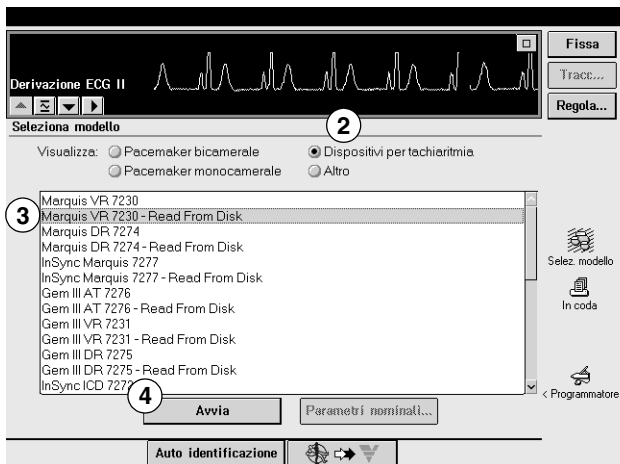 Fissa
Derivazione ECG II
Tracc...
Regola...
Seleziona modello
2
Visualizza:
Pacemaker bicamerale
Dispositivi per tachiaritmia
Pacemaker monocamerale
Altro
3
Marquis VR 7230
Marquis VR 7230 - Read From Disk
Marquis DR 7274
Marquis DR 7274 - Read From Disk
InSync Marquis 7277
InSync Marquis 7277 - Read From Disk
Gem III AT 7276
Gem III AT 7276 - Read From Disk
Gem III VR 7231
Gem III VR 7231 - Read From Disk
Gem III DR 7275
Gem III DR 7275 - Read From Disk
InSync ICD 7272
Selez. modello
In coda
< Programmatore
4
Avvia
Parametri nominali...
Auto identificazione